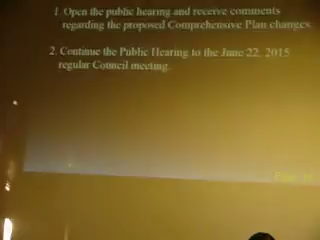 1. Open the public hearing and receive comments
regarding the proposed Comprehensive Plan changes.
2. Continue the Public Hearing to the June 22, 2015
regular Council meeting.